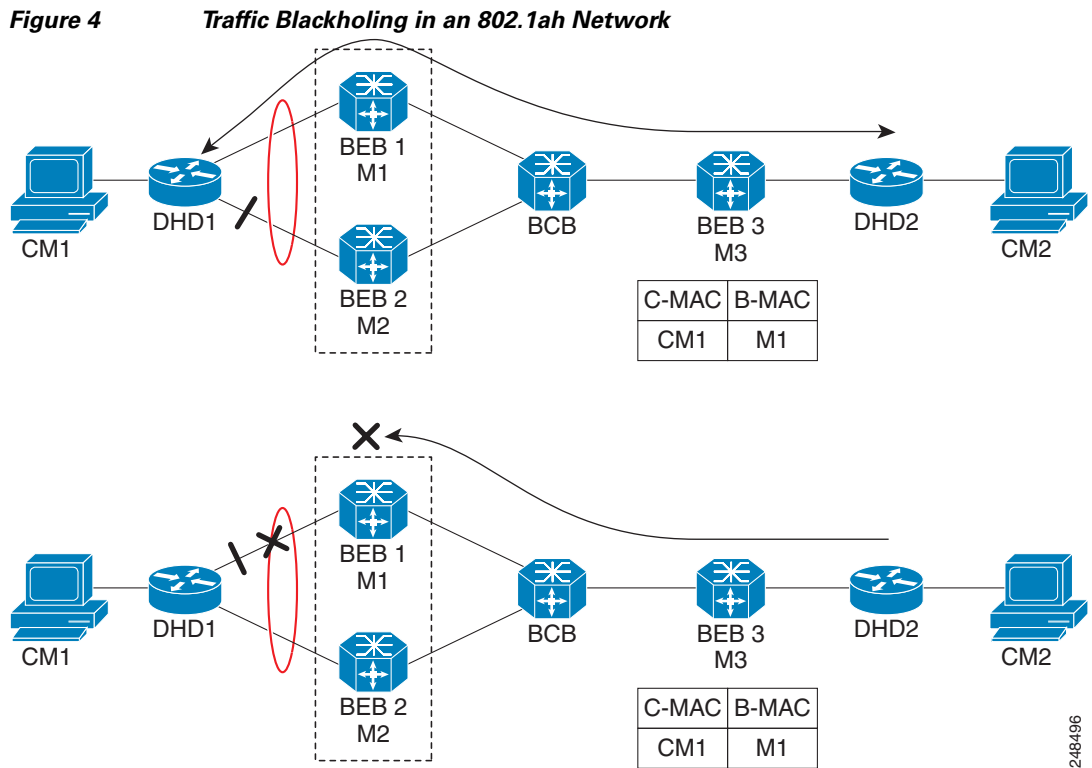 Figure 4 Traffic Blackholing in an 802.1ah Network
BEB 1
M1
CM1
DHD1
BEB 2
M2
BCB
BEB 3
M3
DHD2
CM2
C-MAC B-MAC
CM1 M1
BEB 1
M1
CM1
DHD1
BEB 2
M2
BCB
BEB 3
M3
DHD2
CM2
C-MAC B-MAC
CM1 M1
248496